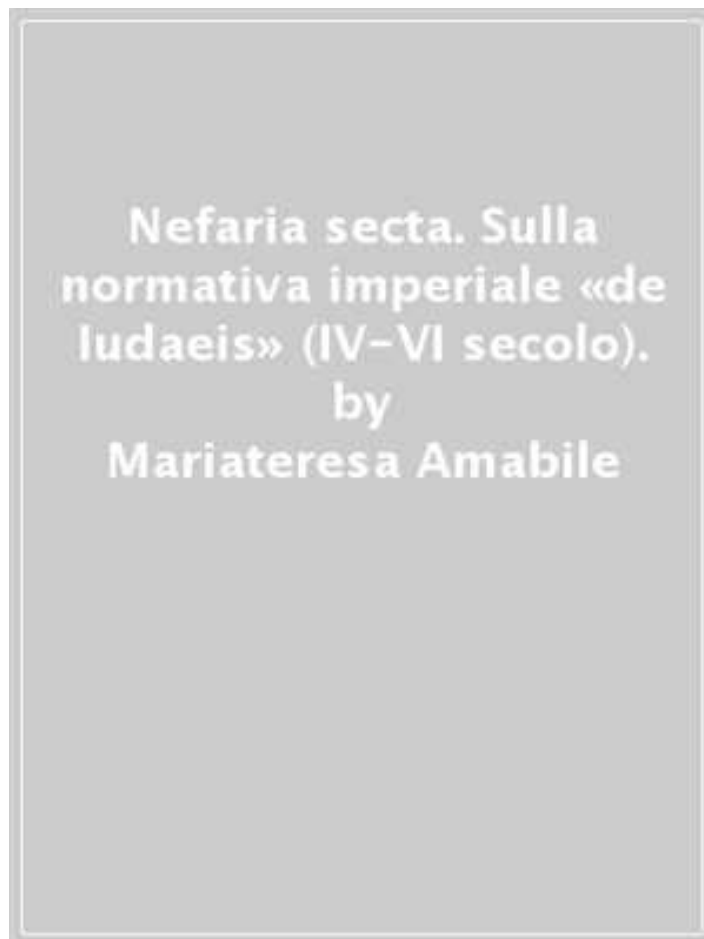 Nefaria secta. Sulla
normativa imperiale «de
Iudaeis» (IV-VI secolo).
by
Mariateresa Amabile